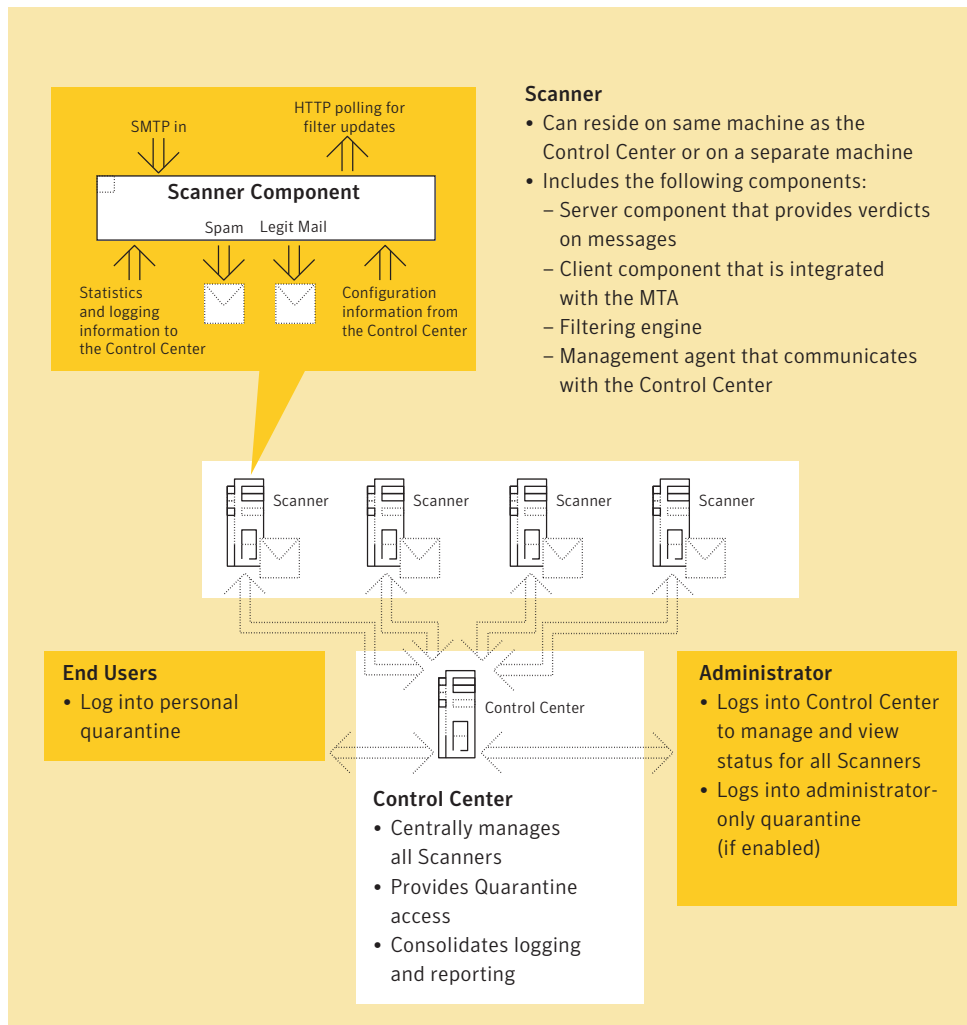 SMTP in
HTTP polling for
filter updates
Scanner Component
Spam
Legit Mail
Statistics
and logging
information to
the Control Center
Configuration
information from
the Control Center
Scanner
• Can reside on same machine as the
Control Center or on a separate machine
• Includes the following components:
– Server component that provides verdicts
on messages
– Client component that is integrated
with the MTA
– Filtering engine
– Management agent that communicates
with the Control Center
Scanner
Scanner
Scanner
Scanner
End Users
• Log into personal
quarantine
Control Center
Control Center
• Centrally manages
all Scanners
• Provides Quarantine
access
• Consolidates logging
and reporting
Administrator
• Logs into Control Center
to manage and view
status for all Scanners
• Logs into administrator-
only quarantine
(if enabled)